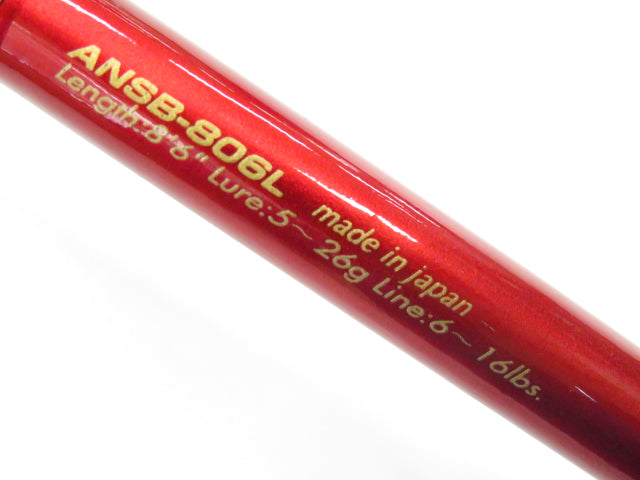 ANSB-806L made in japan
Length:8'6" Lure:5~26g Line:6~16lbs.